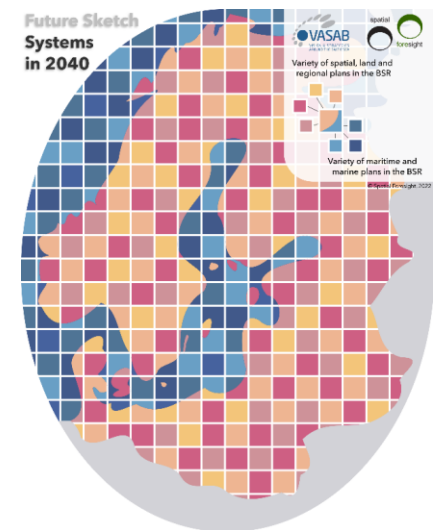 Future Sketch
Systems
in 2040
VASAB
spatial
foresight
Variety of spatial, land and
regional plans in the BSR
Variety of maritime and
marine plans in the BSR
© Spatial Foresight, 2022